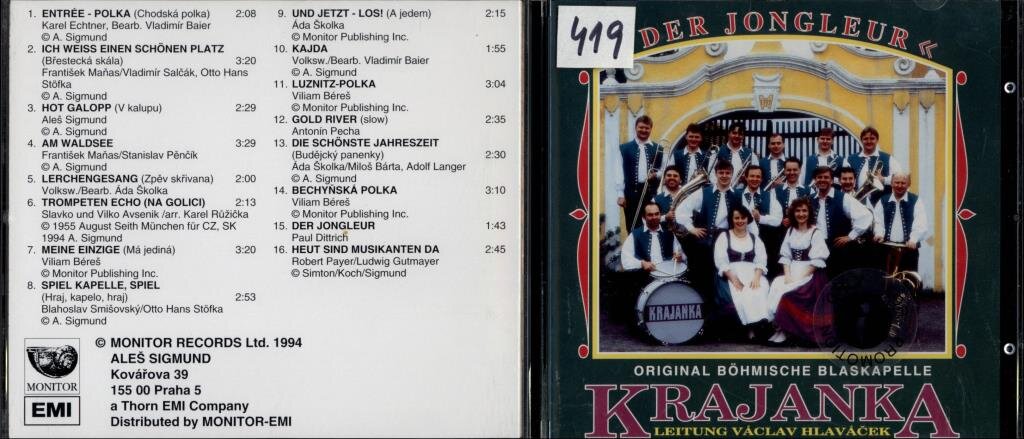 1. ENTRÉE - POLKA (Chodská polka) 2:08
Karel Echtner, Bearb. Vladimír Baier
© A. Sigmund
2. ICH WEISS EINEN SCHÖNEN PLATZ
(Břestecká skála) 3:20
František Maňas/Vladimír Salčák, Otto Hans
Stöfka
© A. Sigmund
3. HOT GALOPP (V kalupu) 2:29
Aleš Sigmund
© A. Sigmund
4. AM WALDSEE 3:29
František Maňas/Stanislav Pěnčík
© A. Sigmund
5. LERCHENGESANG (Zpěv skřivana) 2:00
Volksw./Bearb. Áda Školka
6. TROMPETEN ECHO (NA GOLICI) 2:13
Slavko und Vilko Avsenik /arr. Karel Růžička
© 1955 August Seith München für CZ, SK
1994 A. Sigmund
7. MEINE EINZIGE (Má jediná) 3:20
Viliam Béreš
© Monitor Publishing Inc.
8. SPIEL KAPELLE, SPIEL
(Hraj, kapelo, hraj) 2:53
Blahoslav Smišovský/Otto Hans Stöfka
© A. Sigmund
9. UND JETZT - LOS! (A jedem) 2:15
Áda Školka
© Monitor Publishing Inc.
10. KAJDA 1:55
Volksw./Bearb. Vladimír Baier
© A. Sigmund
11. LUZNITZ-POLKA 3:04
Viliam Béreš
© Monitor Publishing Inc.
12. GOLD RIVER (slow) 2:35
Antonín Pecha
13. DIE SCHÖNSTE JAHRESZEIT
(Budějcký panenky) 2:30
Áda Školka/Miloš Bárta, Adolf Langer
© A. Sigmund
14. BECHYŇSKÁ POLKA 3:10
Viliam Béreš
© Monitor Publishing Inc.
15. DER JONGLEUR 1:43
Paul Dittrich
16. HEUT SIND MUSIKANTEN DA 2:45
Robert Payer/Ludwig Gutmayer
© Simton/Koch/Sigmund
MONITOR
EMI
© MONITOR RECORDS Ltd. 1994
ALEŠ SIGMUND
Kovářova 39
155 00 Praha 5
a Thorn EMI Company
Distributed by MONITOR-EMI
419
DER JONGLEUR«
KRAJANKA
ORIGINAL BÖHMISCHE BLASKAPELLE
KRAJANKA
LEITUNG VÁCLAV HLAVÁČEK